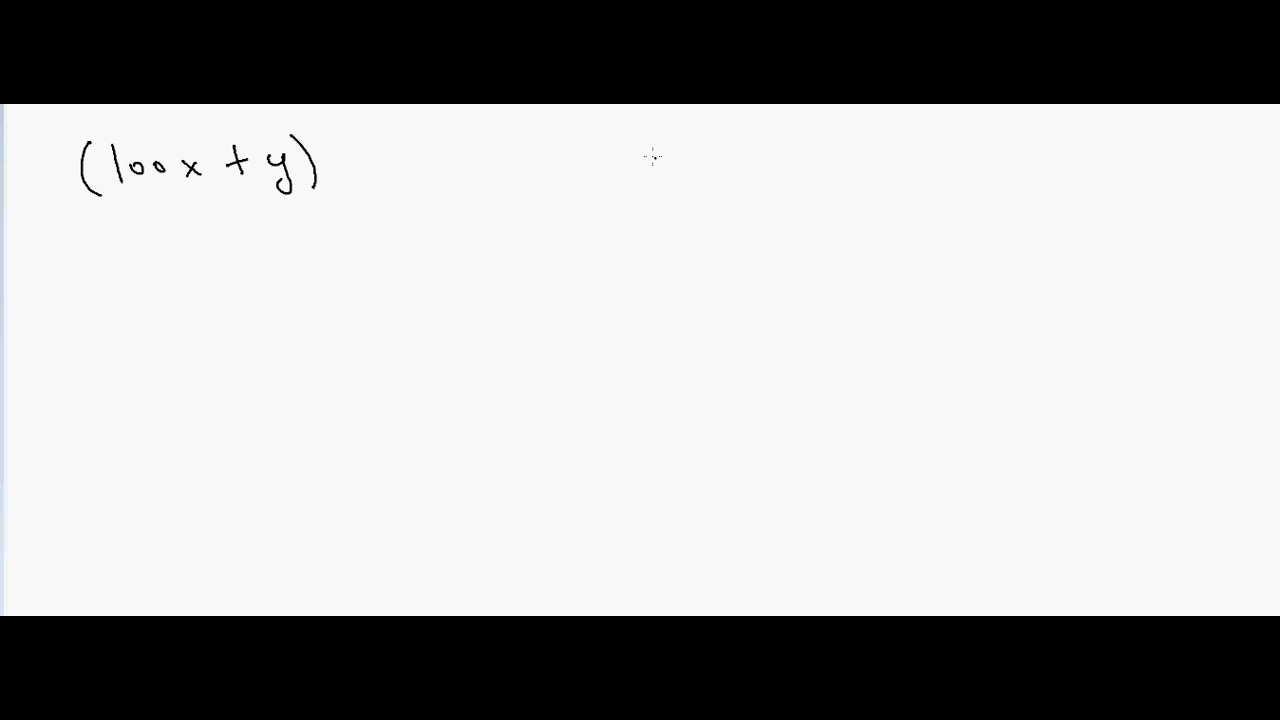 (100x + y)